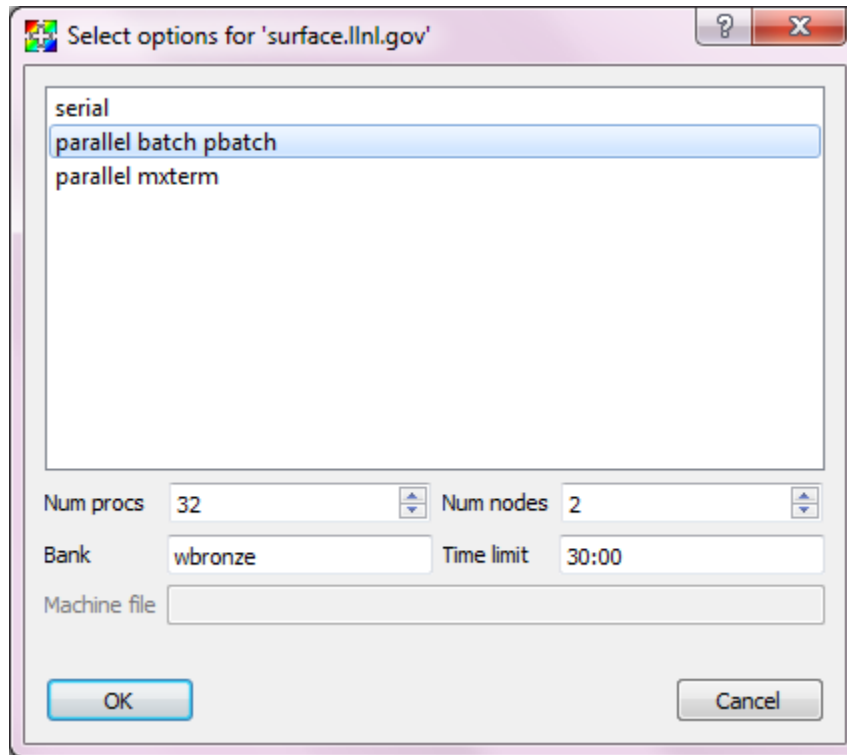 Select options for 'surface.llnl.gov'
serial
parallel batch pbatch
parallel mxterm
Num procs 32 Num nodes 2
Bank wbronze Time limit 30:00
Machine file
OK Cancel